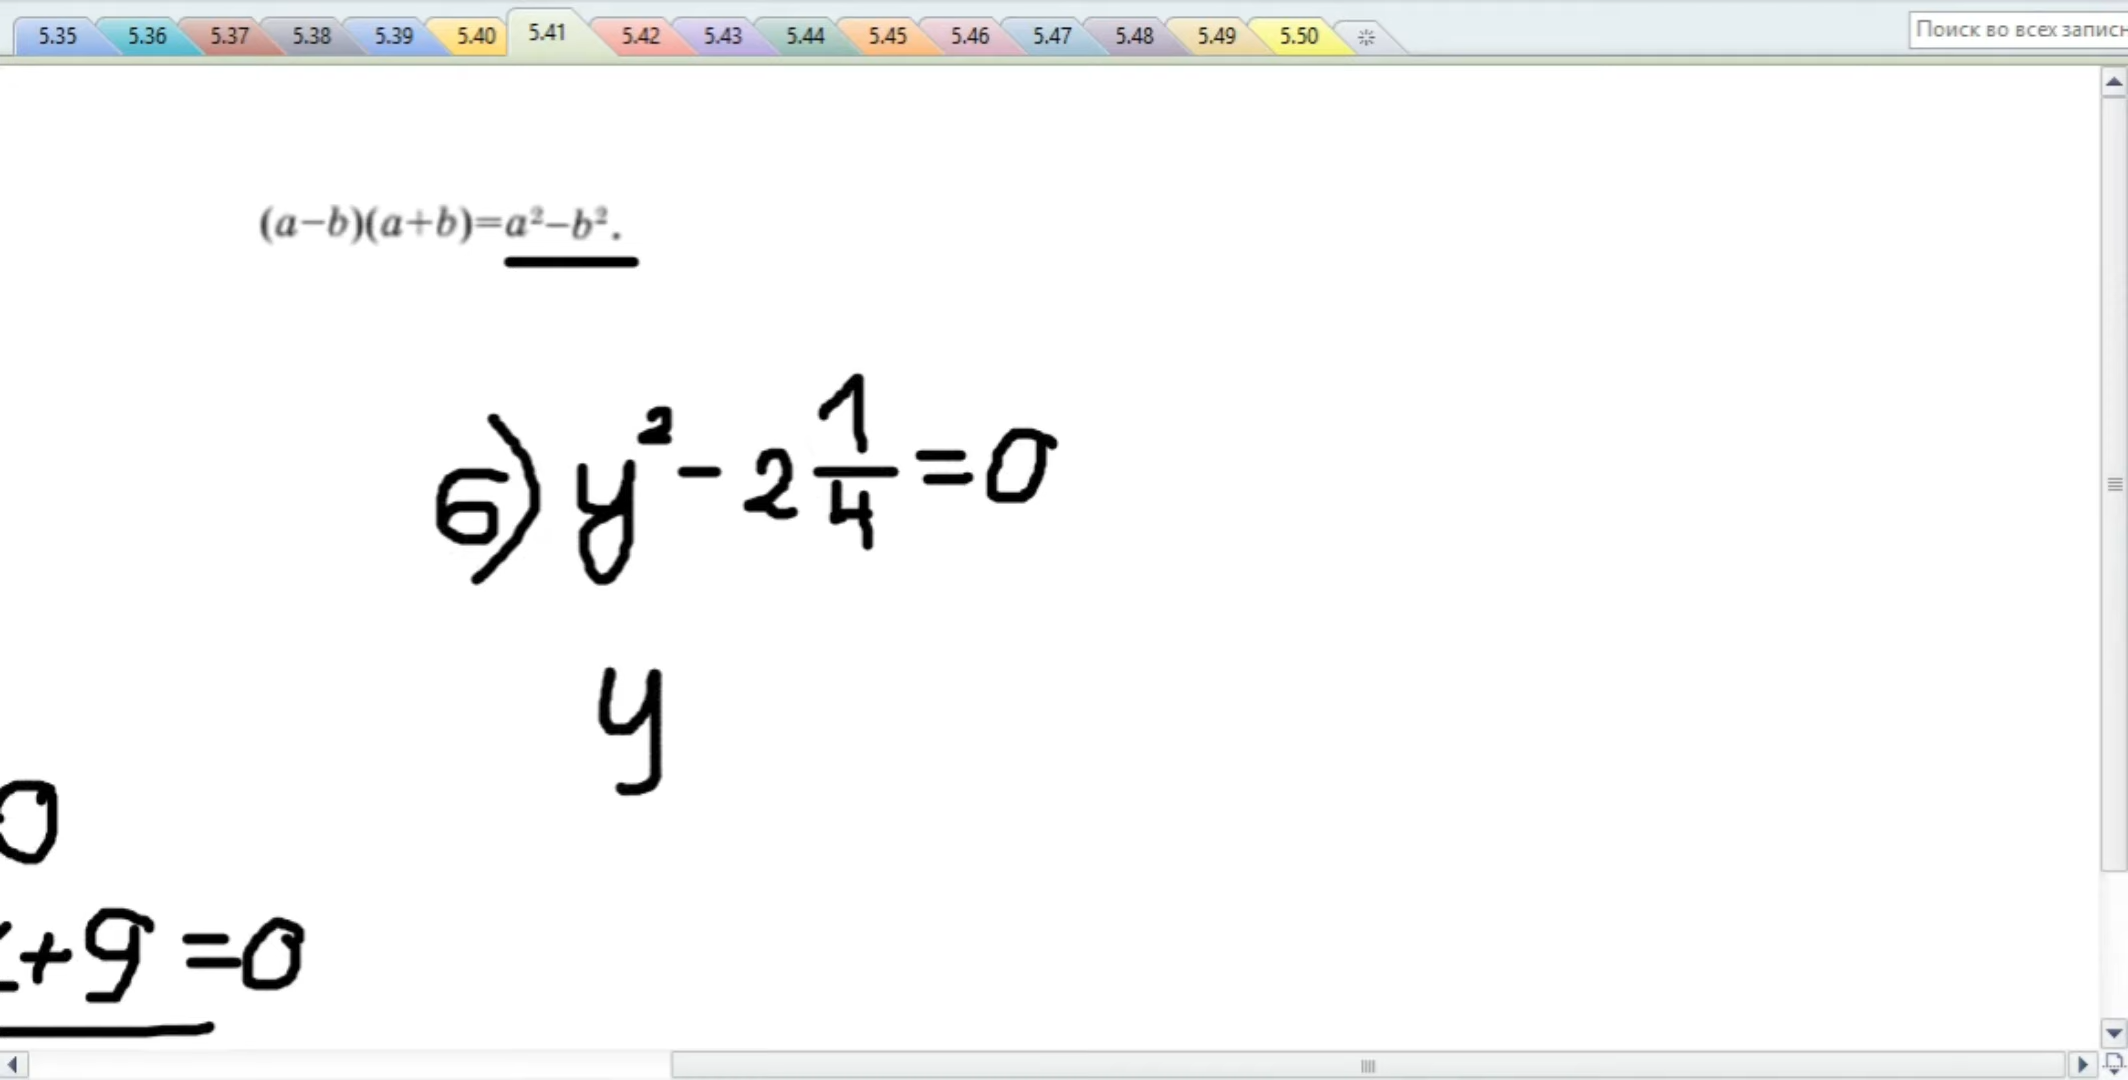 5.35 5.36 5.37 5.38 5.39 5.40 5.41 5.42 5.43 5.44 5.45 5.46 5.47 5.48 5.49 5.50
Поиск во всех записн
(a−b)(a+b)=a²−b².
б) y² - 2 1/4 = 0
y
0
+9 = 0